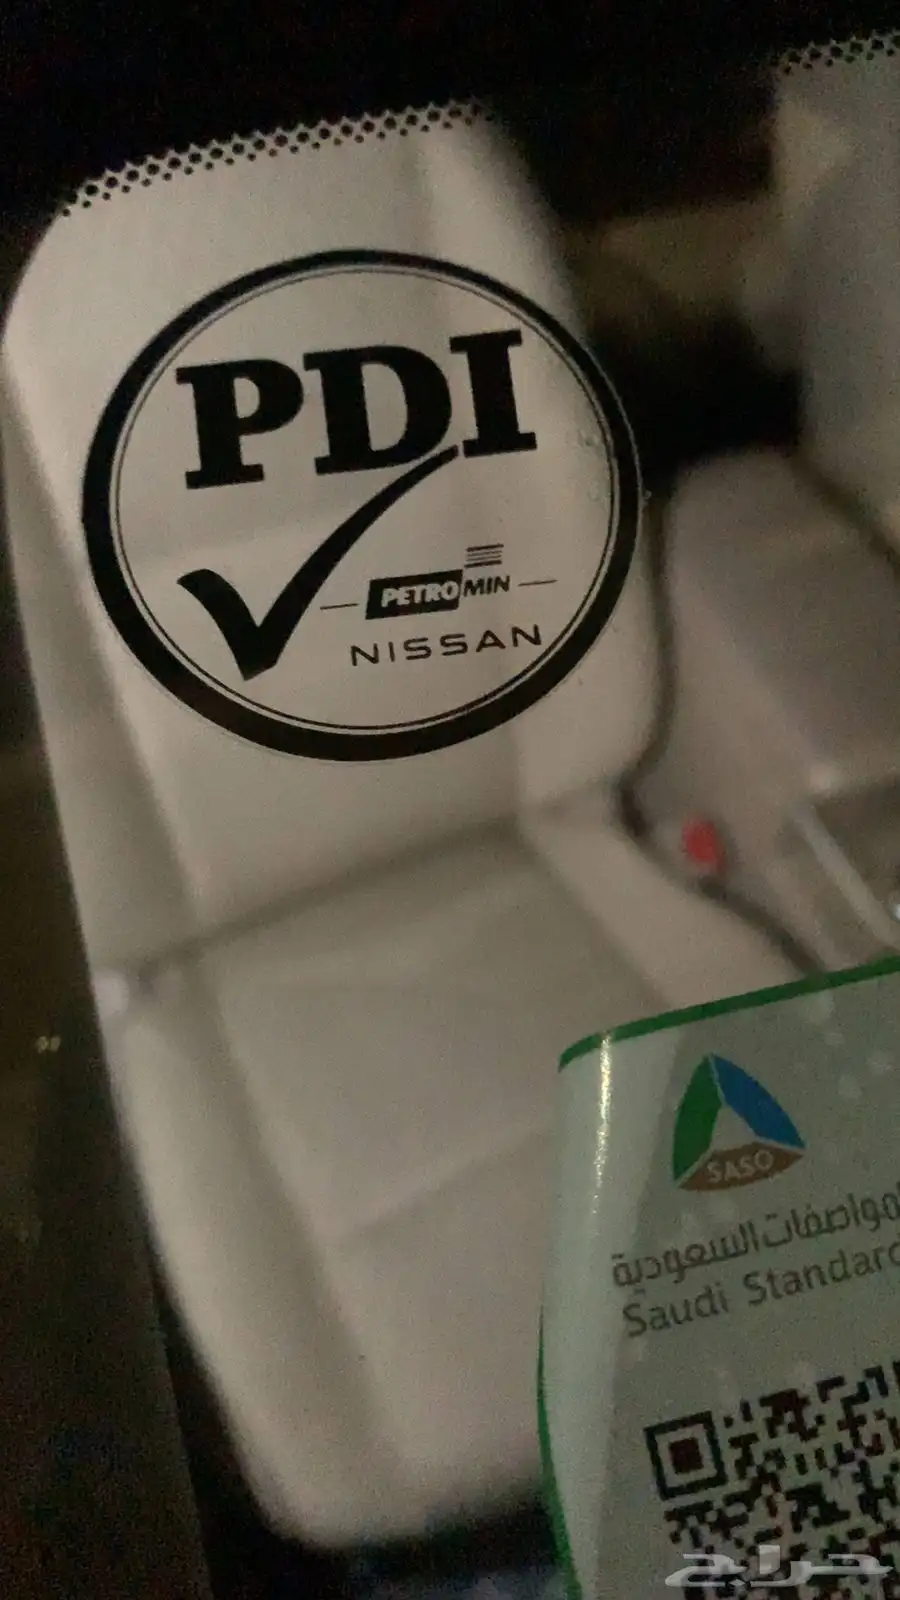 PDI
PETROMIN
NISSAN
SASO
المواصفات السعودية
Saudi Standard
حراج